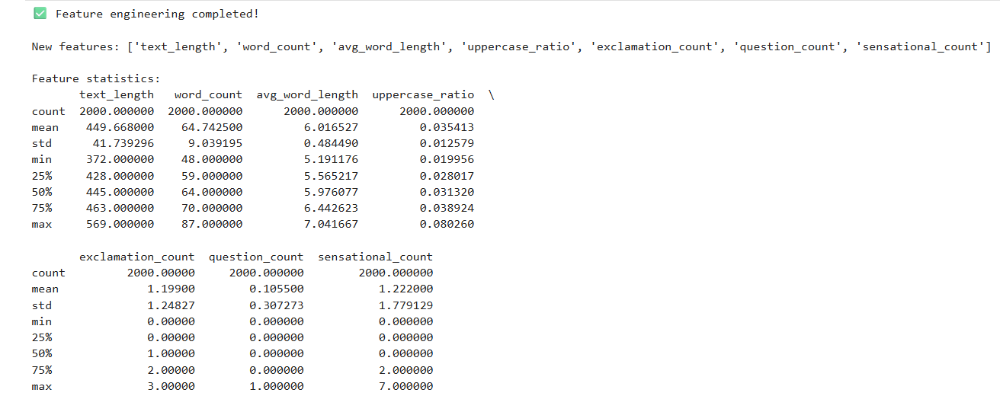 ✅ Feature engineering completed!
New features: ['text_length', 'word_count', 'avg_word_length', 'uppercase_ratio', 'exclamation_count', 'question_count', 'sensational_count']
Feature statistics:
       text_length   word_count  avg_word_length  uppercase_ratio  \
count  2000.000000  2000.000000      2000.000000      2000.000000
mean    449.668000    64.742500         6.016527         0.035413
std      41.739296     9.039195         0.484490         0.012579
min     372.000000    48.000000         5.191176         0.019956
25%     428.000000    59.000000         5.565217         0.028017
50%     445.000000    64.000000         5.976077         0.031320
75%     463.000000    70.000000         6.442623         0.038924
max     569.000000    87.000000         7.041667         0.080260
       exclamation_count  question_count  sensational_count
count         2000.00000     2000.000000        2000.000000
mean             1.19900        0.105500           1.222000
std              1.24827        0.307273           1.779129
min              0.00000        0.000000           0.000000
25%              0.00000        0.000000           0.000000
50%              1.00000        0.000000           0.000000
75%              2.00000        0.000000           2.000000
max              3.00000        1.000000           7.000000